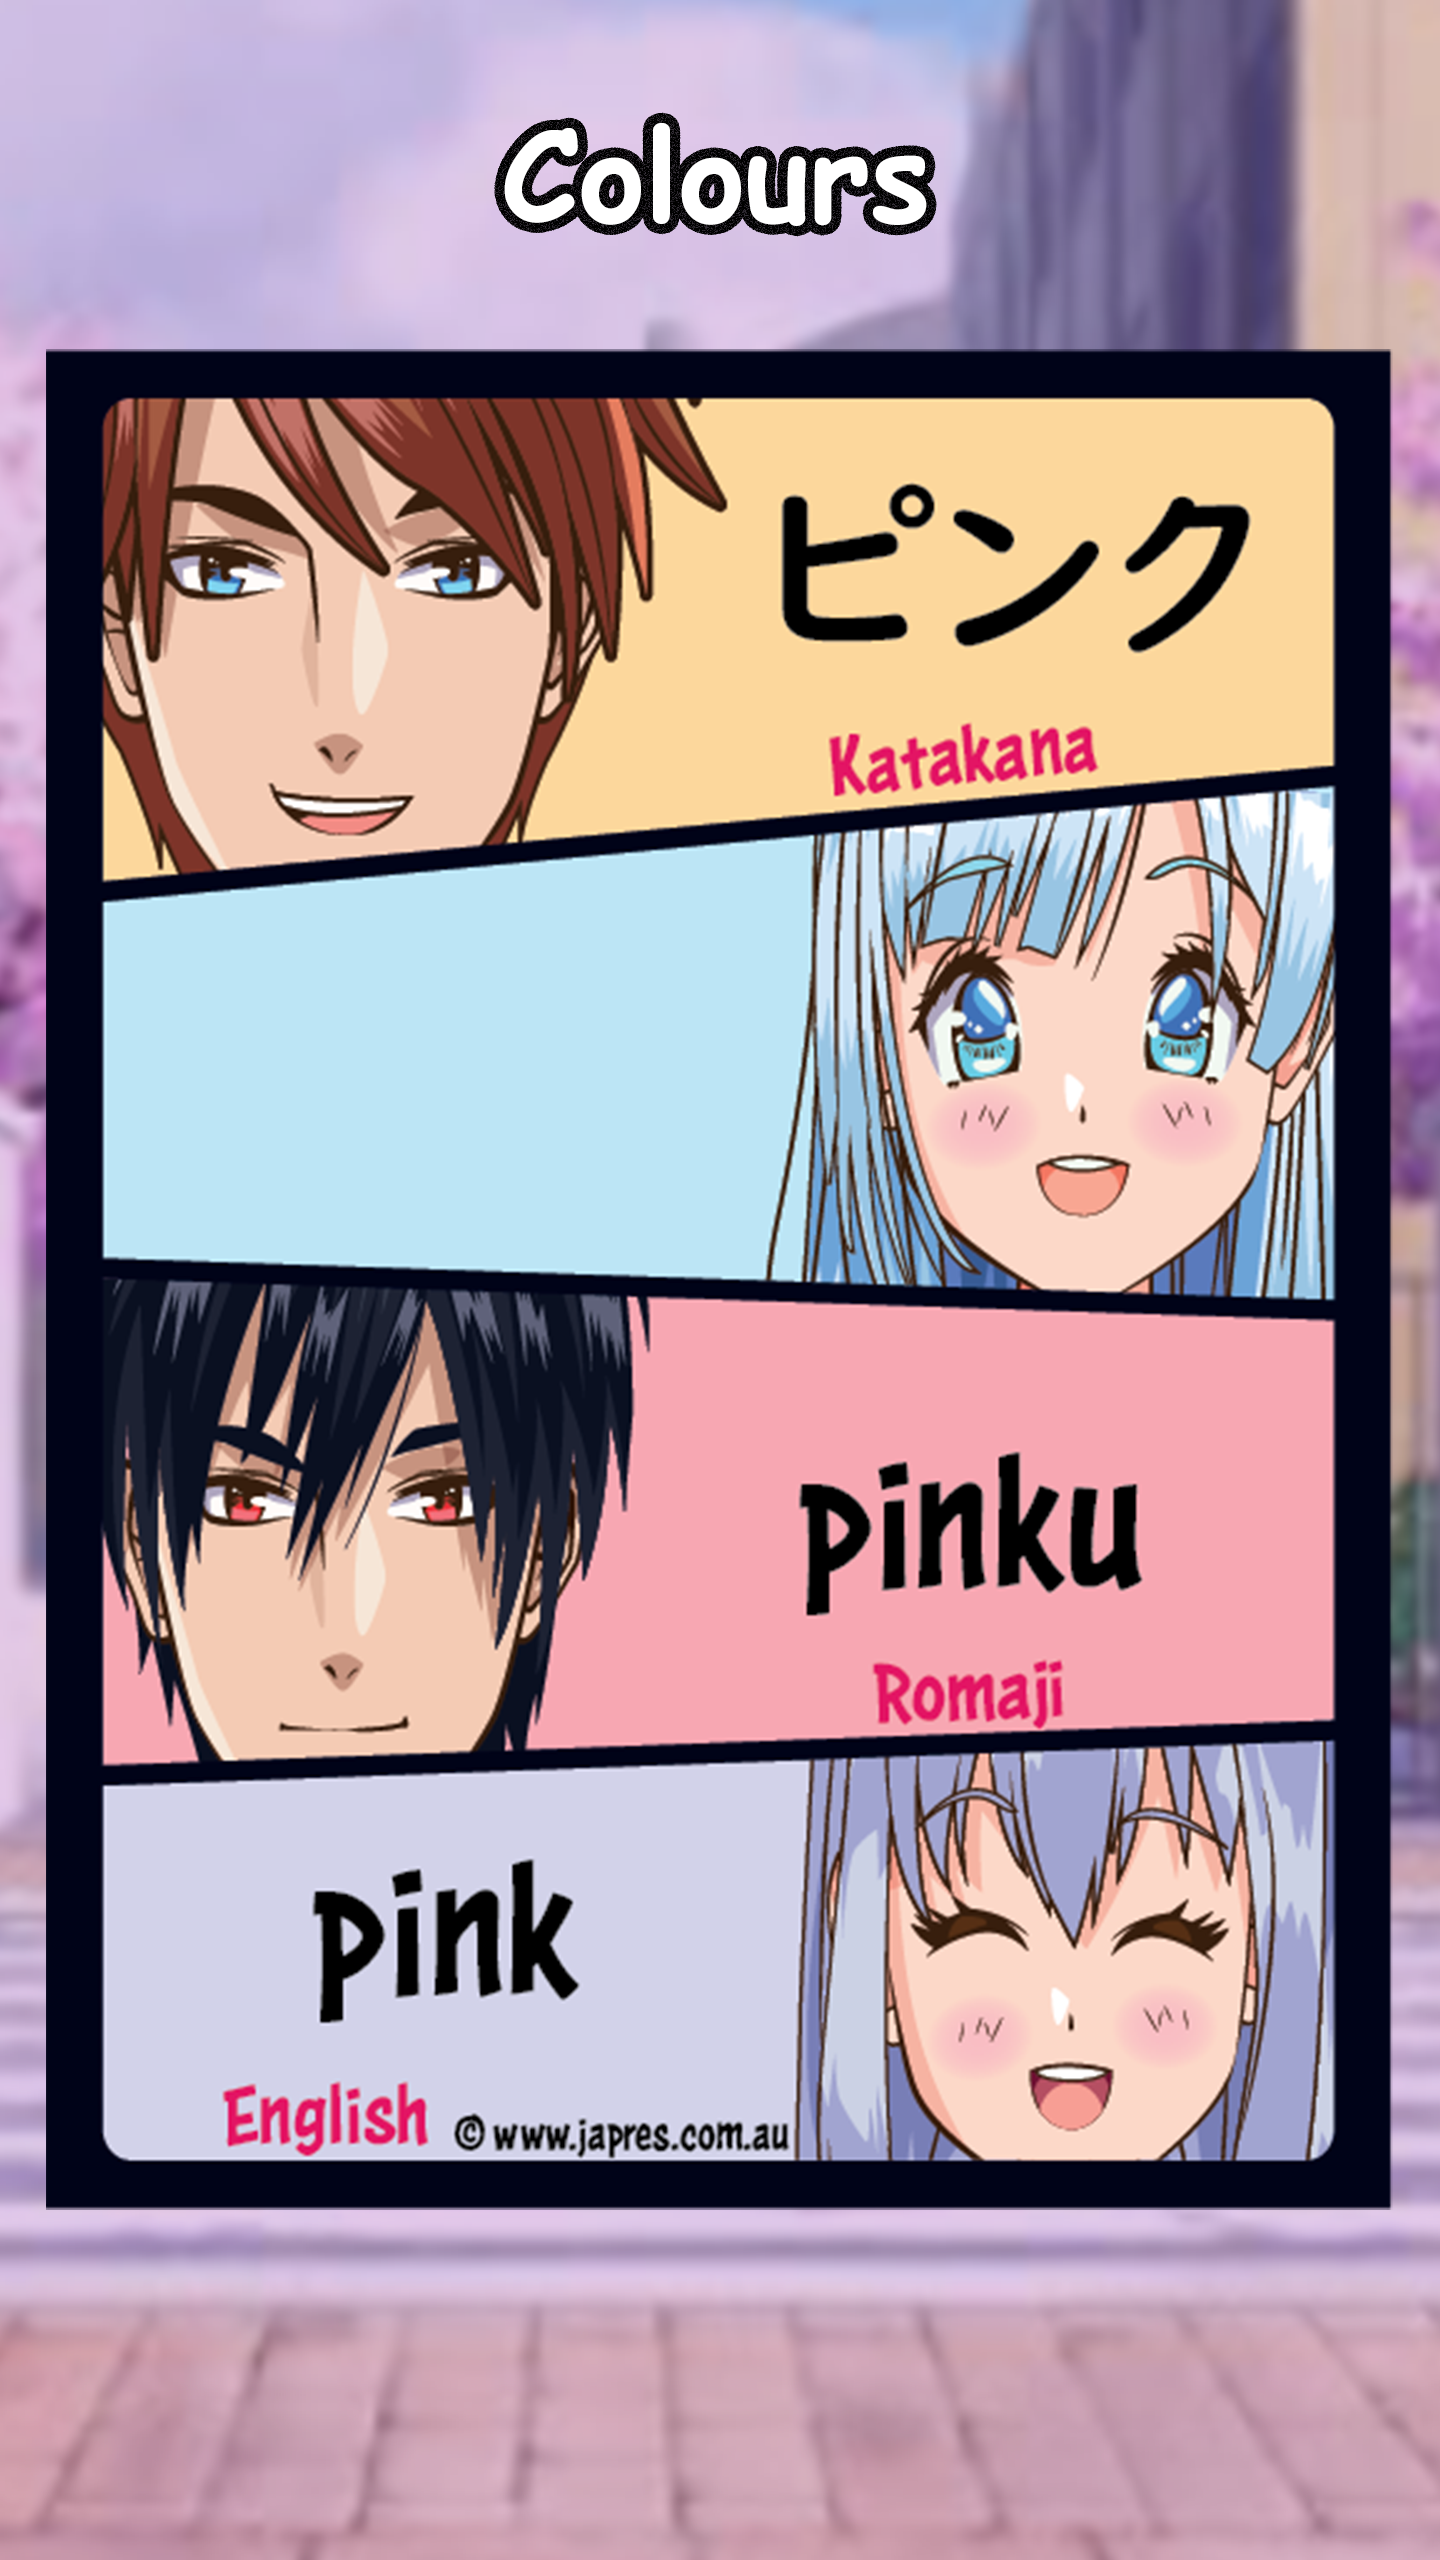 Colours
ピンク
Katakana
pinku
Romaji
pink
English
© www.japres.com.au